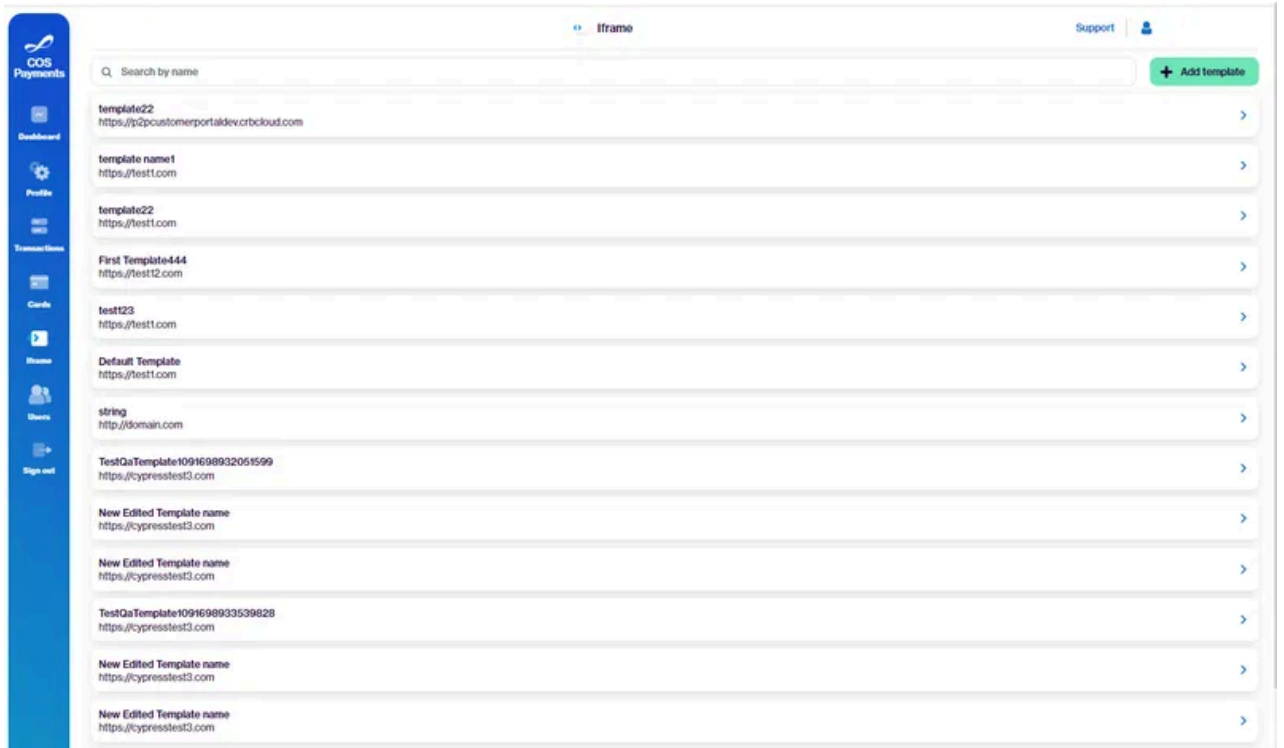 COS
Payments
Dashboard
Profile
Transactions
Cards
Iframe
Users
Sign out
Iframe
Support
Search by name
Add template
template22
https://p2pcustomerportaldev.crbcloud.com
template name1
https://test1.com
template22
https://test1.com
First Template444
https://test12.com
test123
https://test1.com
Default Template
https://test1.com
string
http://domain.com
TestQaTemplate1091698932051599
https://cypresstest3.com
New Edited Template name
https://cypresstest3.com
New Edited Template name
https://cypresstest3.com
TestQaTemplate1091698933539828
https://cypresstest3.com
New Edited Template name
https://cypresstest3.com
New Edited Template name
https://cypresstest3.com